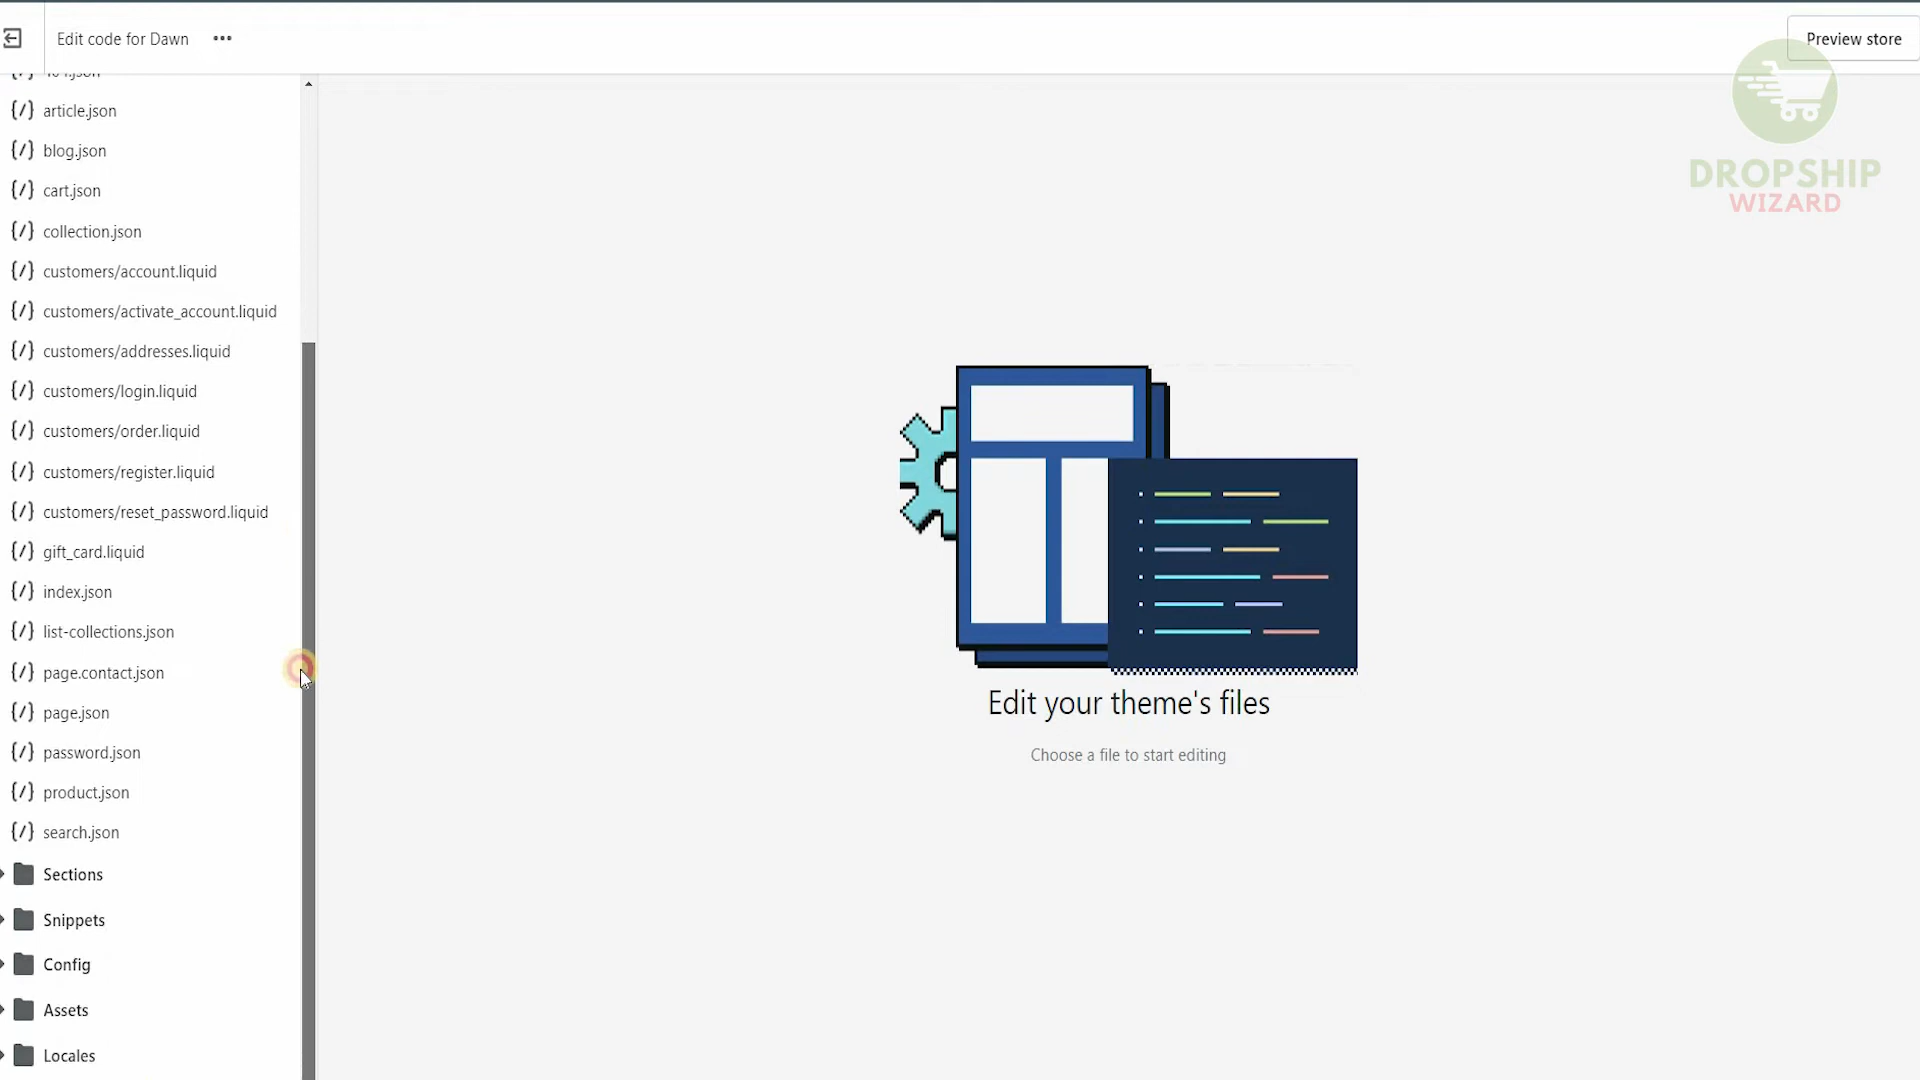 Edit code for Dawn
Preview store
DROPSHIP
WIZARD
article.json
blog.json
cart.json
collection.json
customers/account.liquid
customers/activate_account.liquid
customers/addresses.liquid
customers/login.liquid
customers/order.liquid
customers/register.liquid
customers/reset_password.liquid
gift_card.liquid
index.json
list-collections.json
page.contact.json
page.json
password.json
product.json
search.json
Sections
Snippets
Config
Assets
Locales
Edit your theme's files
Choose a file to start editing